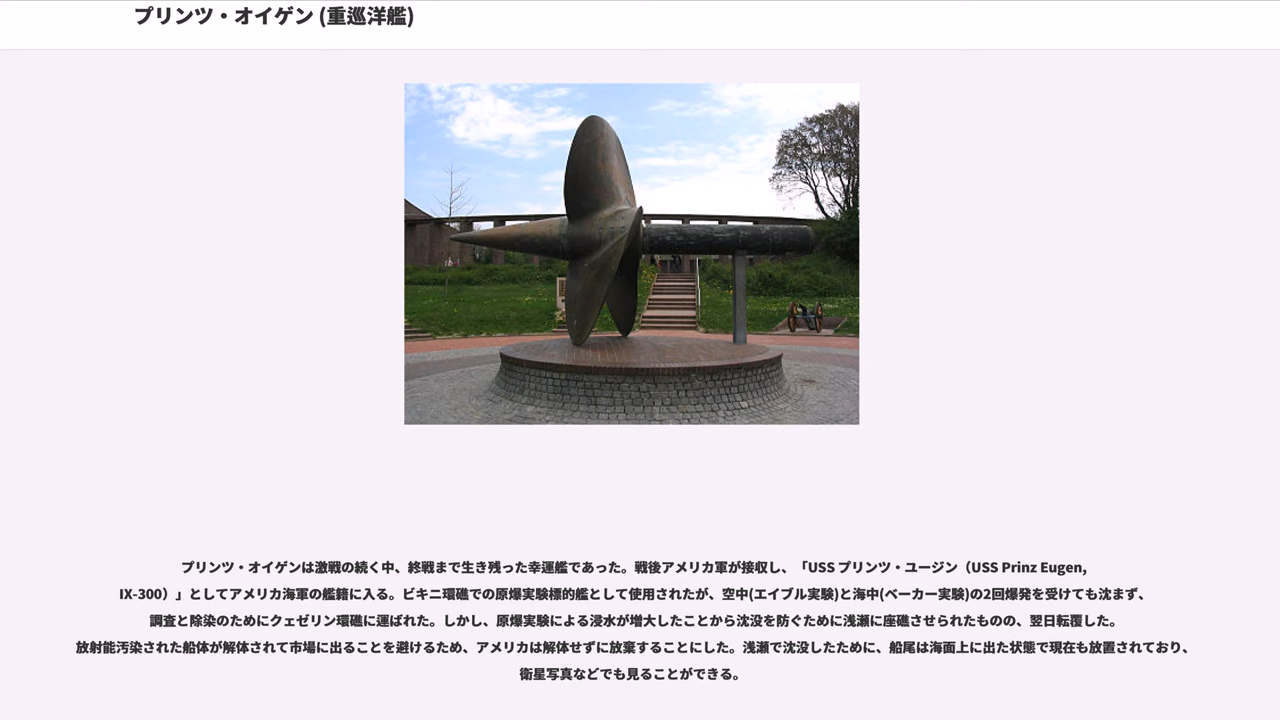 プリンツ・オイゲン (重巡洋艦)
プリンツ・オイゲンは激戦の続く中、終戦まで生き残った幸運艦であった。戦後アメリカ軍が接収し、「USS プリンツ・ユージン（USS Prinz Eugen,
IX-300）」としてアメリカ海軍の艦籍に入る。ビキニ環礁での原爆実験標的艦として使用されたが、空中(エイブル実験)と海中(ベーカー実験)の2回爆発を受けても沈まず、
調査と除染のためにクェゼリン環礁に運ばれた。しかし、原爆実験による浸水が増大したことから沈没を防ぐために浅瀬に座礁させられたものの、翌日転覆した。
放射能汚染された船体が解体されて市場に出ることを避けるため、アメリカは解体せずに放棄することにした。浅瀬で沈没したために、船尾は海面上に出た状態で現在も放置されており、
衛星写真などでも見ることができる。